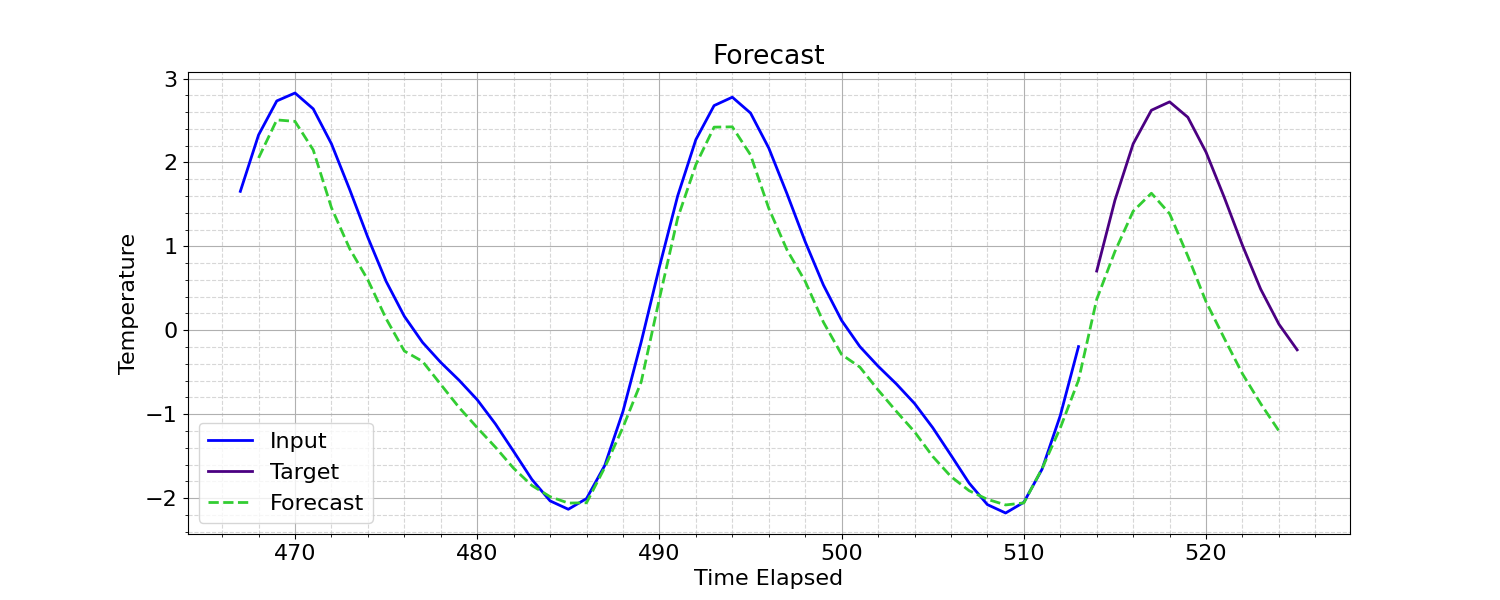 Forecast
3
2
1
0
−1
−2
Temperature
Input
Target
Forecast
470 480 490 500 510 520
Time Elapsed